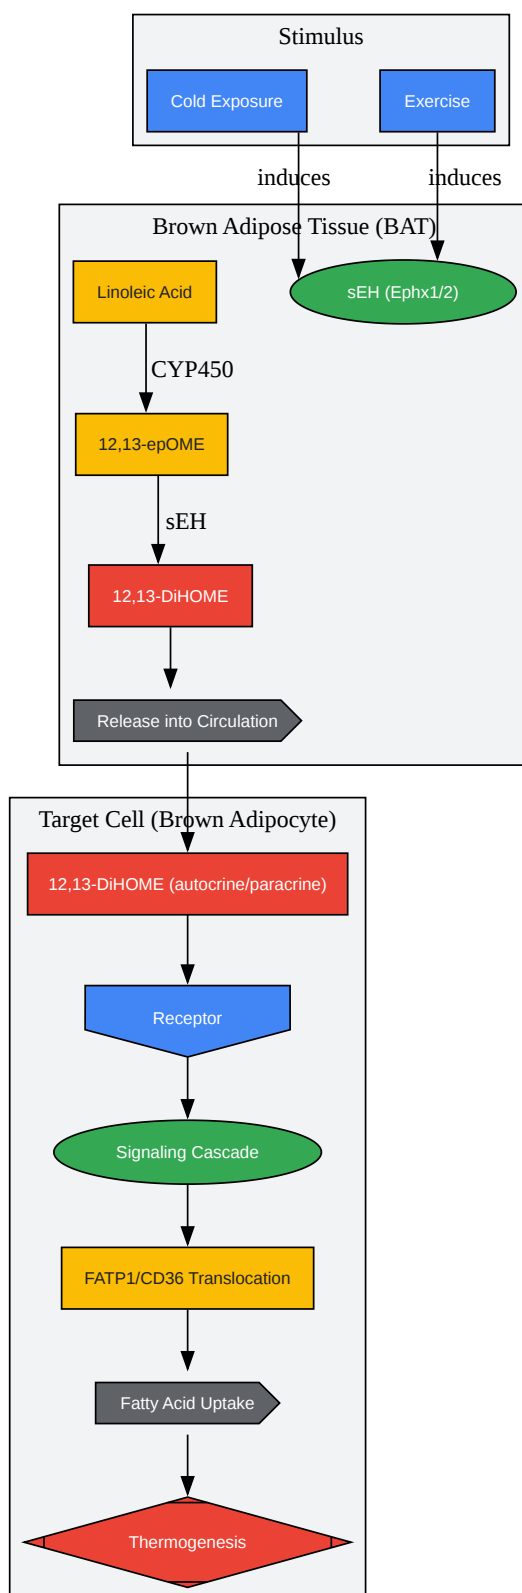 Stimulus
Cold Exposure
Exercise
induces
induces
Brown Adipose Tissue (BAT)
Linoleic Acid
sEH (Ephx1/2)
CYP450
12,13-epOME
sEH
12,13-DiHOME
Release into Circulation
Target Cell (Brown Adipocyte)
12,13-DiHOME (autocrine/paracrine)
Receptor
Signaling Cascade
FATP1/CD36 Translocation
Fatty Acid Uptake
Thermogenesis